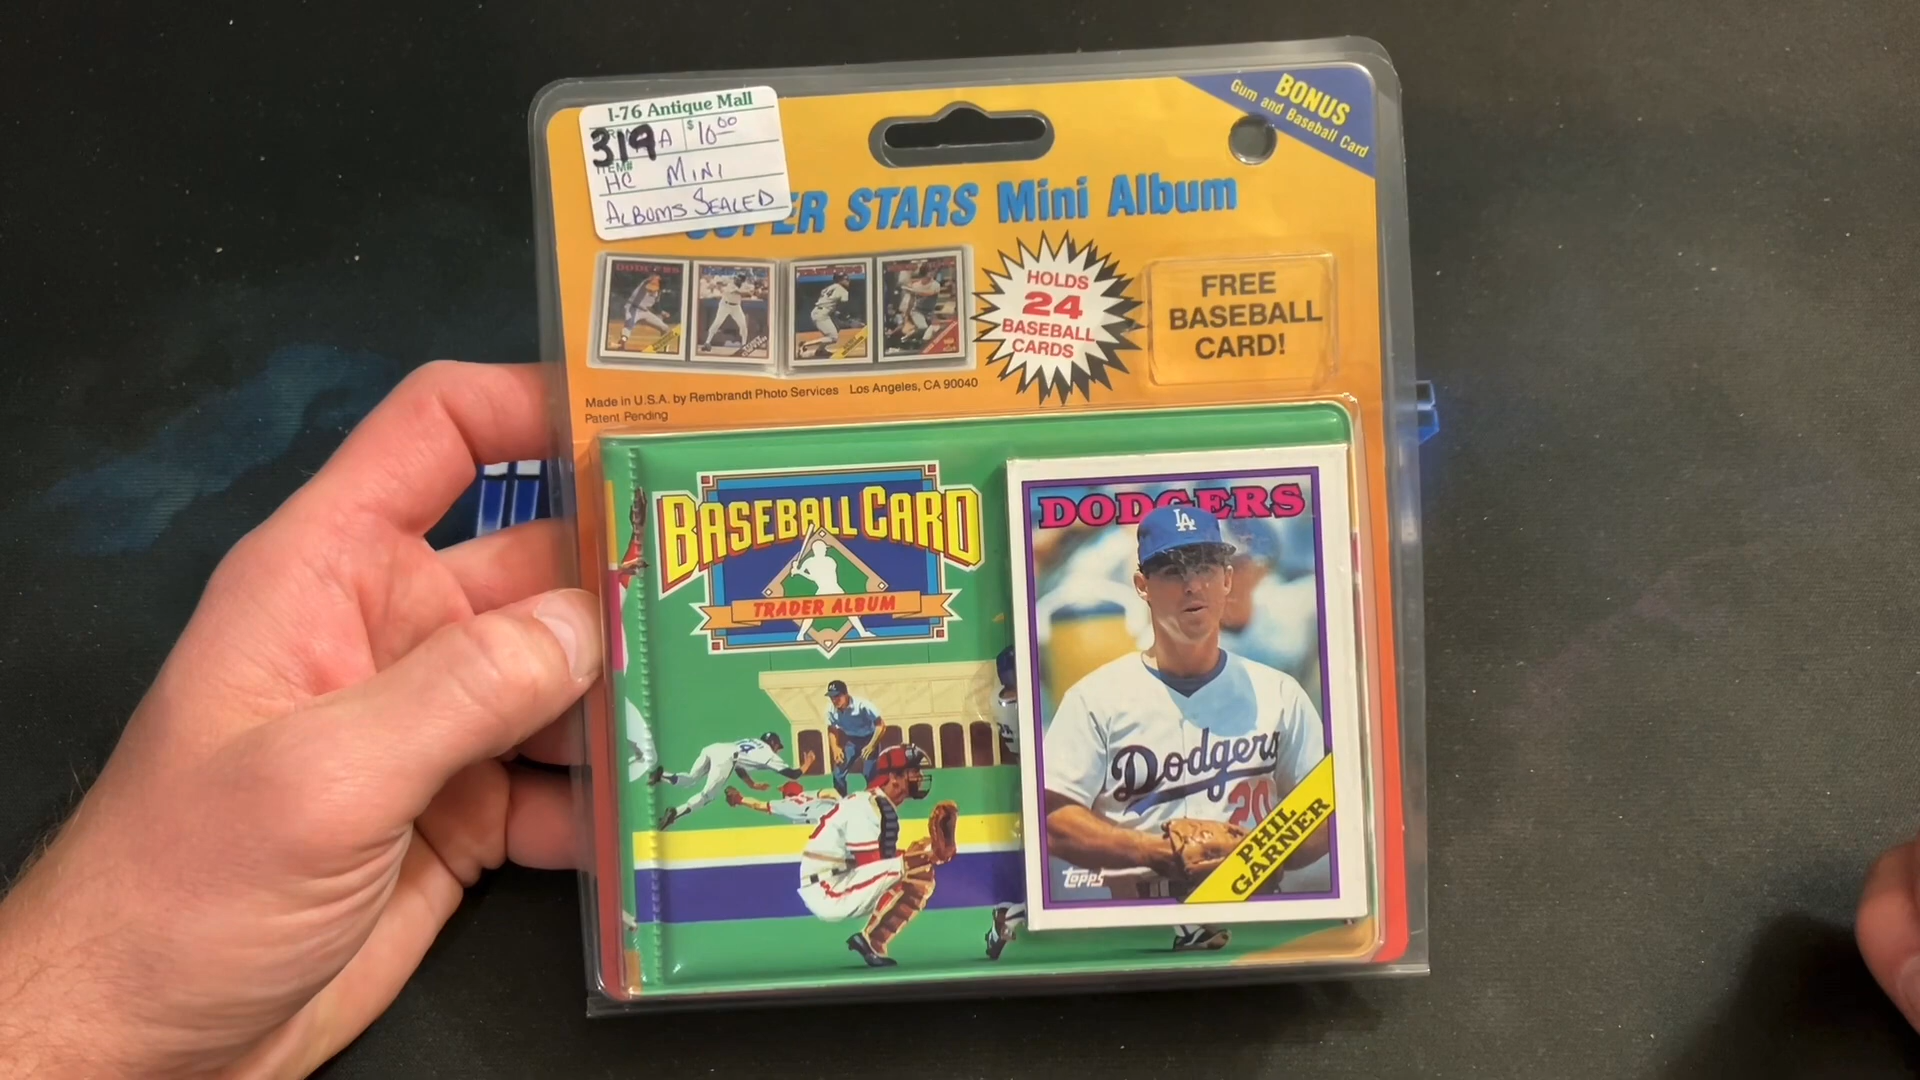 I-76 Antique Mall
319 A $10.00
ITEM#
HC MINI
ALBUMS SEALED
BONUS
Gum and Baseball Card
STARS Mini Album
HOLDS
24
BASEBALL
CARDS
FREE
BASEBALL
CARD!
Made in U.S.A. by Rembrandt Photo Services Los Angeles, CA 90040
Patent Pending
BASEBALL CARD
TRADER ALBUM
DODGERS
LA
Dodgers
20
PHIL
GARNER
topps